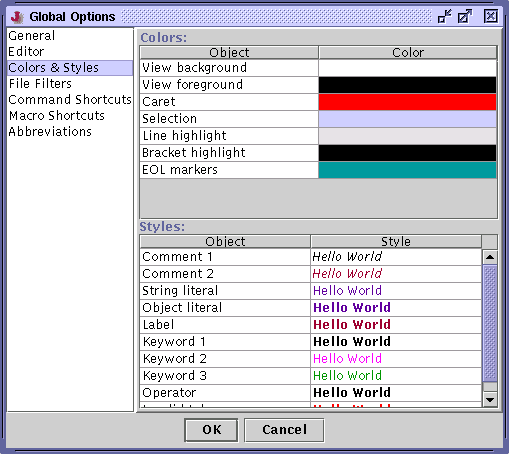 Global Options
General
Editor
Colors & Styles
File Filters
Command Shortcuts
Macro Shortcuts
Abbreviations
Colors:
Object Color
View background
View foreground
Caret
Selection
Line highlight
Bracket highlight
EOL markers
Styles:
Object Style
Comment 1 Hello World
Comment 2 Hello World
String literal Hello World
Object literal Hello World
Label Hello World
Keyword 1 Hello World
Keyword 2 Hello World
Keyword 3 Hello World
Operator Hello World
OK Cancel